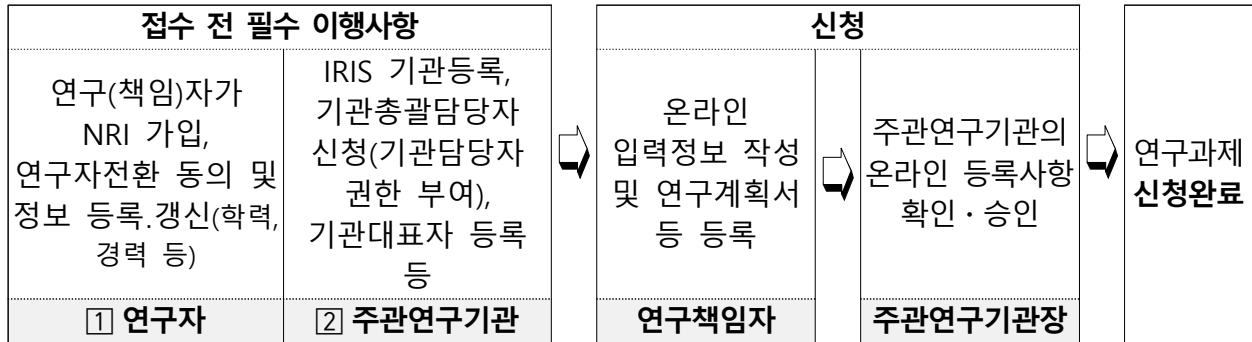 접수 전 필수 이행사항
연구(책임)자가
NRI 가입,
연구자전환 동의 및
정보 등록.갱신(학력,
경력 등)
1 연구자
IRIS 기관등록,
기관총괄담당자
신청(기관담당자
권한 부여),
기관대표자 등록
등
2 주관연구기관
신청
온라인
입력정보 작성
및 연구계획서
등 등록
연구책임자
주관연구기관의
온라인 등록사항
확인·승인
주관연구기관장
연구과제
신청완료